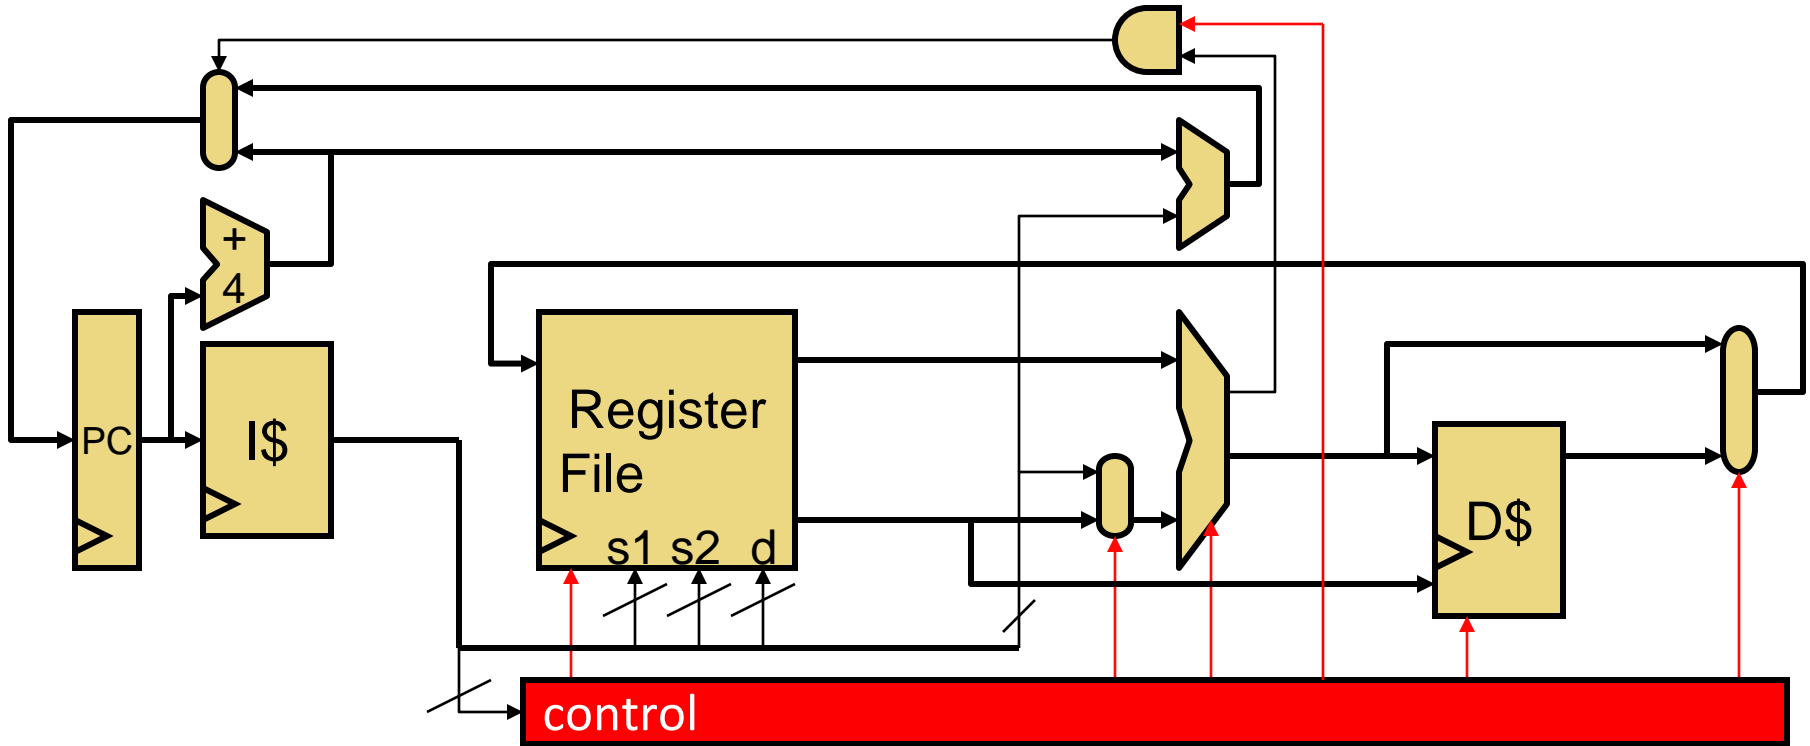 +
4
PC
I$
Register
File
s1 s2 d
D$
control